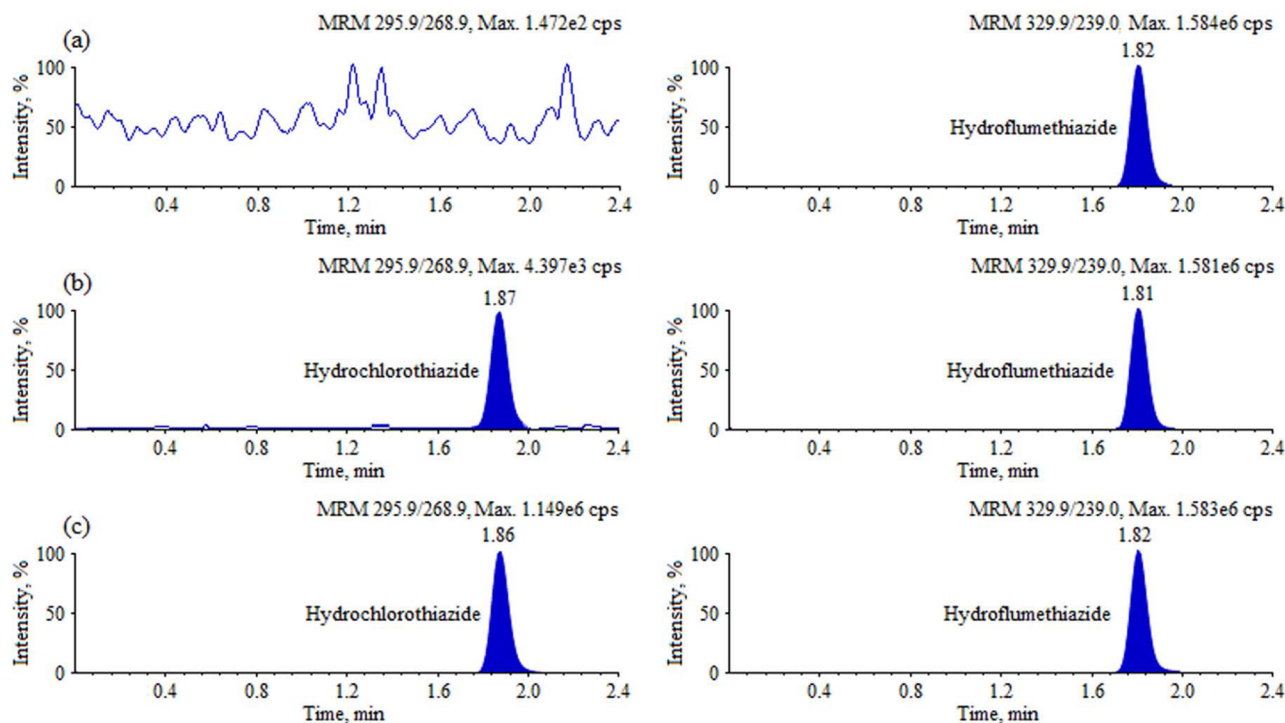 (a)
MRM 295.9/268.9, Max. 1.472e2 cps
Intensity, %
100
50
0
0.4 0.8 1.2 1.6 2.0 2.4
Time, min
MRM 329.9/239.0, Max. 1.584e6 cps
1.82
Intensity, %
100
50
0
Hydroflumethiazide
0.4 0.8 1.2 1.6 2.0 2.4
Time, min
(b)
MRM 295.9/268.9, Max. 4.397e3 cps
1.87
Intensity, %
100
50
0
Hydrochlorothiazide
0.4 0.8 1.2 1.6 2.0 2.4
Time, min
MRM 329.9/239.0, Max. 1.581e6 cps
1.81
Intensity, %
100
50
0
Hydroflumethiazide
0.4 0.8 1.2 1.6 2.0 2.4
Time, min
(c)
MRM 295.9/268.9, Max. 1.149e6 cps
1.86
Intensity, %
100
50
0
Hydrochlorothiazide
0.4 0.8 1.2 1.6 2.0 2.4
Time, min
MRM 329.9/239.0, Max. 1.583e6 cps
1.82
Intensity, %
100
50
0
Hydroflumethiazide
0.4 0.8 1.2 1.6 2.0 2.4
Time, min